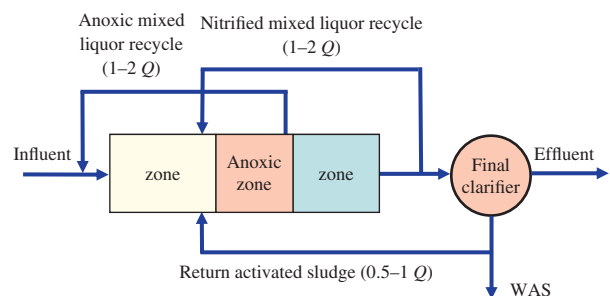 Anoxic mixed
liquor recycle
(1–2 Q)
Nitrified mixed liquor recycle
(1–2 Q)
Influent
zone
Anoxic
zone
zone
Final
clarifier
Effluent
Return activated sludge (0.5–1 Q)
WAS